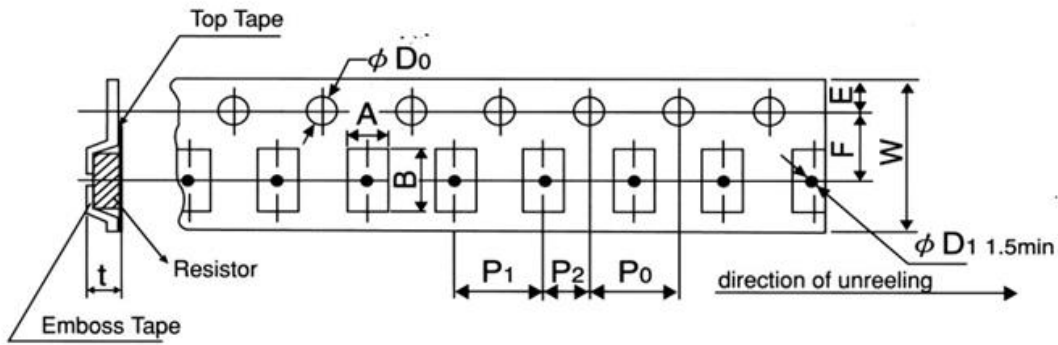 Top Tape
φ D0
A
E
F
W
B
φ D1 1.5min
P1
P2
P0
direction of unreeling
Resistor
t
Emboss Tape